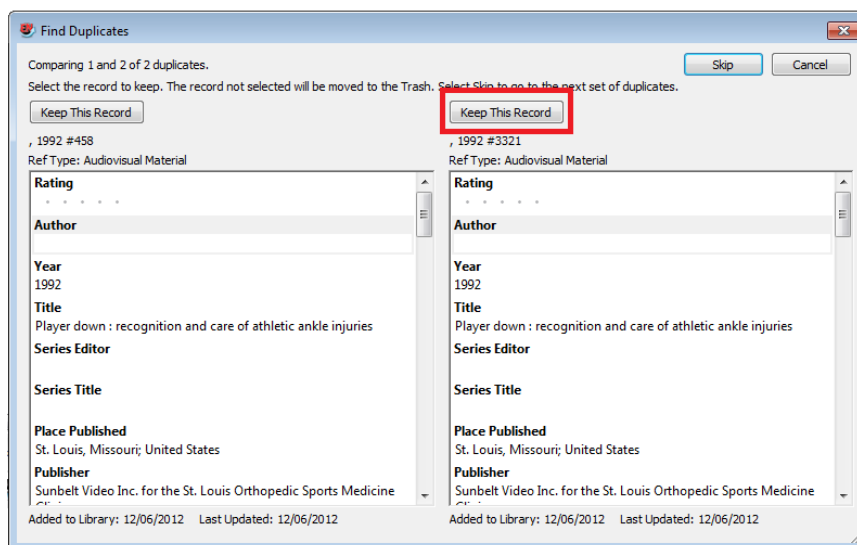 Find Duplicates
Comparing 1 and 2 of 2 duplicates.
Skip
Cancel
Select the record to keep. The record not selected will be moved to the Trash. Select Skip to go to the next set of duplicates.
Keep This Record
, 1992 #458
Ref Type: Audiovisual Material
Rating
Author
Year
1992
Title
Player down : recognition and care of athletic ankle injuries
Series Editor
Series Title
Place Published
St. Louis, Missouri; United States
Publisher
Sunbelt Video Inc. for the St. Louis Orthopedic Sports Medicine
Added to Library: 12/06/2012 Last Updated: 12/06/2012
Keep This Record
, 1992 #3321
Ref Type: Audiovisual Material
Rating
Author
Year
1992
Title
Player down : recognition and care of athletic ankle injuries
Series Editor
Series Title
Place Published
St. Louis, Missouri; United States
Publisher
Sunbelt Video Inc. for the St. Louis Orthopedic Sports Medicine
Added to Library: 12/06/2012 Last Updated: 12/06/2012